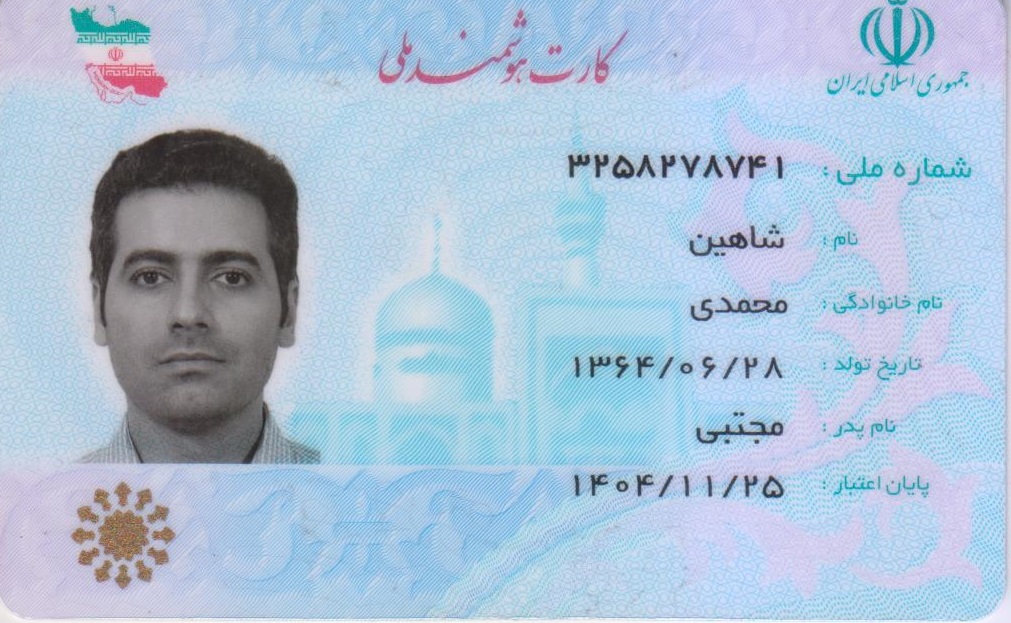 کارت هوشمند ملی
جمهوری اسلامی ایران
شماره ملی: ۳۲۵۸۲۷۸۷۴۱
نام: شاهین
نام خانوادگی: محمدی
تاریخ تولد: ۱۳۶۴/۰۶/۲۸
نام پدر: مجتبی
پایان اعتبار: ۱۴۰۴/۱۱/۲۵